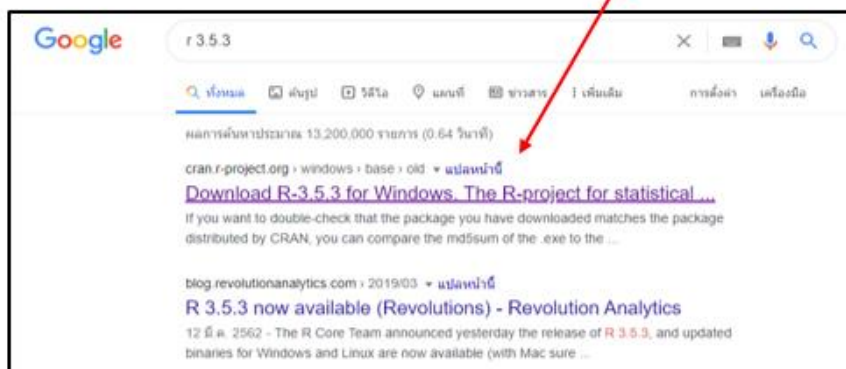 Google
r 3.5.3
ทั้งหมด ค้นรูป วิดีโอ แผนที่ ข่าวสาร เพิ่มเติม การตั้งค่า เครื่องมือ
ผลการค้นหาประมาณ 13,200,000 รายการ (0.64 วินาที)
cran.r-project.org › windows › base › old ▾ แปลหน้านี้
Download R-3.5.3 for Windows. The R-project for statistical ...
If you want to double-check that the package you have downloaded matches the package
distributed by CRAN, you can compare the md5sum of the .exe to the ...
blog.revolutionanalytics.com › 2019/03 ▾ แปลหน้านี้
R 3.5.3 now available (Revolutions) - Revolution Analytics
12 มี.ค. 2562 - The R Core Team announced yesterday the release of R 3.5.3, and updated
binaries for Windows and Linux are now available (with Mac sure ...